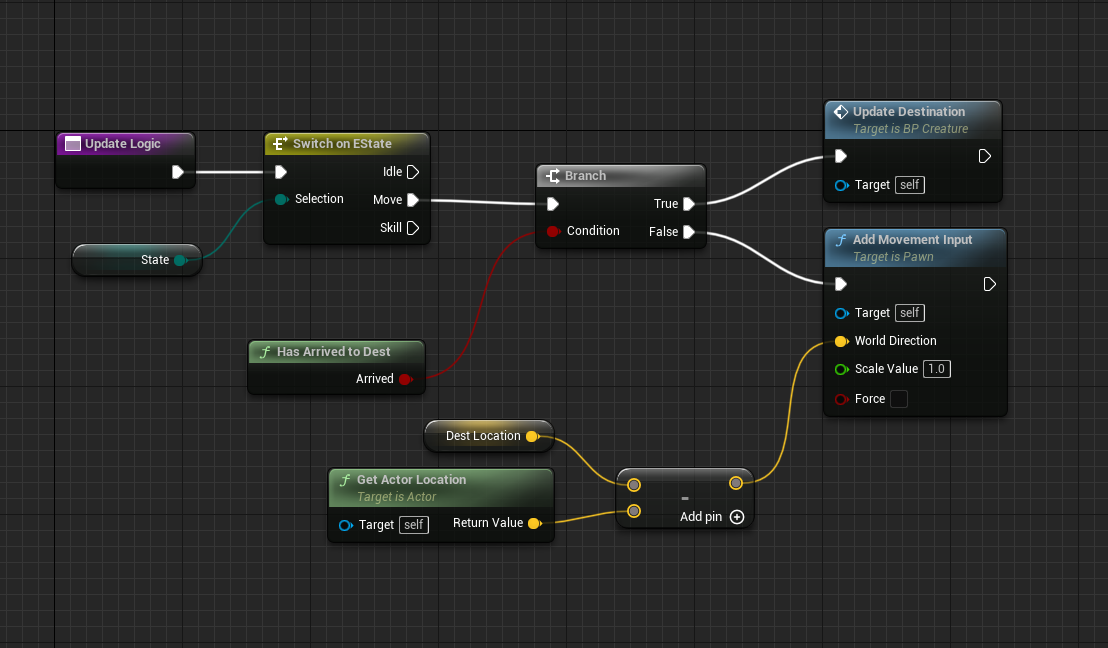 Update Logic
Switch on EState
Idle
Selection
Move
Skill
State
Branch
True
Condition
False
Update Destination
Target is BP Creature
Target self
Add Movement Input
Target is Pawn
Target self
World Direction
Scale Value 1.0
Force
Has Arrived to Dest
Arrived
Dest Location
Get Actor Location
Target is Actor
Target self
Return Value
-
Add pin